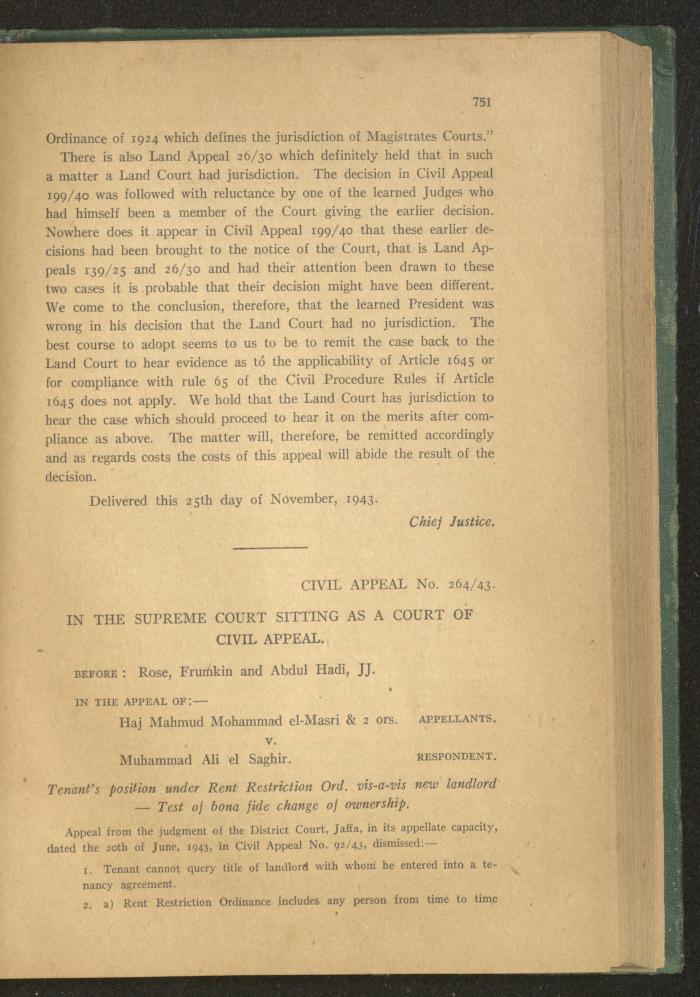 751
Ordinance of 1924 which defines the jurisdiction of Magistrates Courts."
There is also Land Appeal 26/30 which definitely held that in such
a matter a Land Court had jurisdiction. The decision in Civil Appeal
199/40 was followed with reluctance by one of the learned Judges who
had himself been a member of the Court giving the earlier decision.
Nowhere does it appear in Civil Appeal 199/40 that these earlier de-
cisions had been brought to the notice of the Court, that is Land Ap-
peals 139/25 and 26/30 and had their attention been drawn to these
two cases it is probable that their decision might have been different.
We come to the conclusion, therefore, that the learned President was
wrong in his decision that the Land Court had no jurisdiction. The
best course to adopt seems to us to be to remit the case back to the
Land Court to hear evidence as to the applicability of Article 1645 or
for compliance with rule 65 of the Civil Procedure Rules if Article
1645 does not apply. We hold that the Land Court has jurisdiction to
hear the case which should proceed to hear it on the merits after com-
pliance as above. The matter will, therefore, be remitted accordingly
and as regards costs the costs of this appeal will abide the result of the
decision.
Delivered this 25th day of November, 1943.
Chief Justice.
CIVIL APPEAL No. 264/43.
IN THE SUPREME COURT SITTING AS A COURT OF
CIVIL APPEAL.
BEFORE : Rose, Frumkin and Abdul Hadi, JJ.
IN THE APPEAL OF:—
Haj Mahmud Mohammad el-Masri & 2 ors. APPELLANTS.
v.
Muhammad Ali el Saghir. RESPONDENT.
Tenant's position under Rent Restriction Ord. vis-a-vis new landlord
— Test of bona fide change of ownership.
Appeal from the judgment of the District Court, Jaffa, in its appellate capacity,
dated the 20th of June, 1943, in Civil Appeal No. 92/43, dismissed:—
1. Tenant cannot query title of landlord with whom he entered into a te-
nancy agreement.
2. a) Rent Restriction Ordinance includes any person from time to time